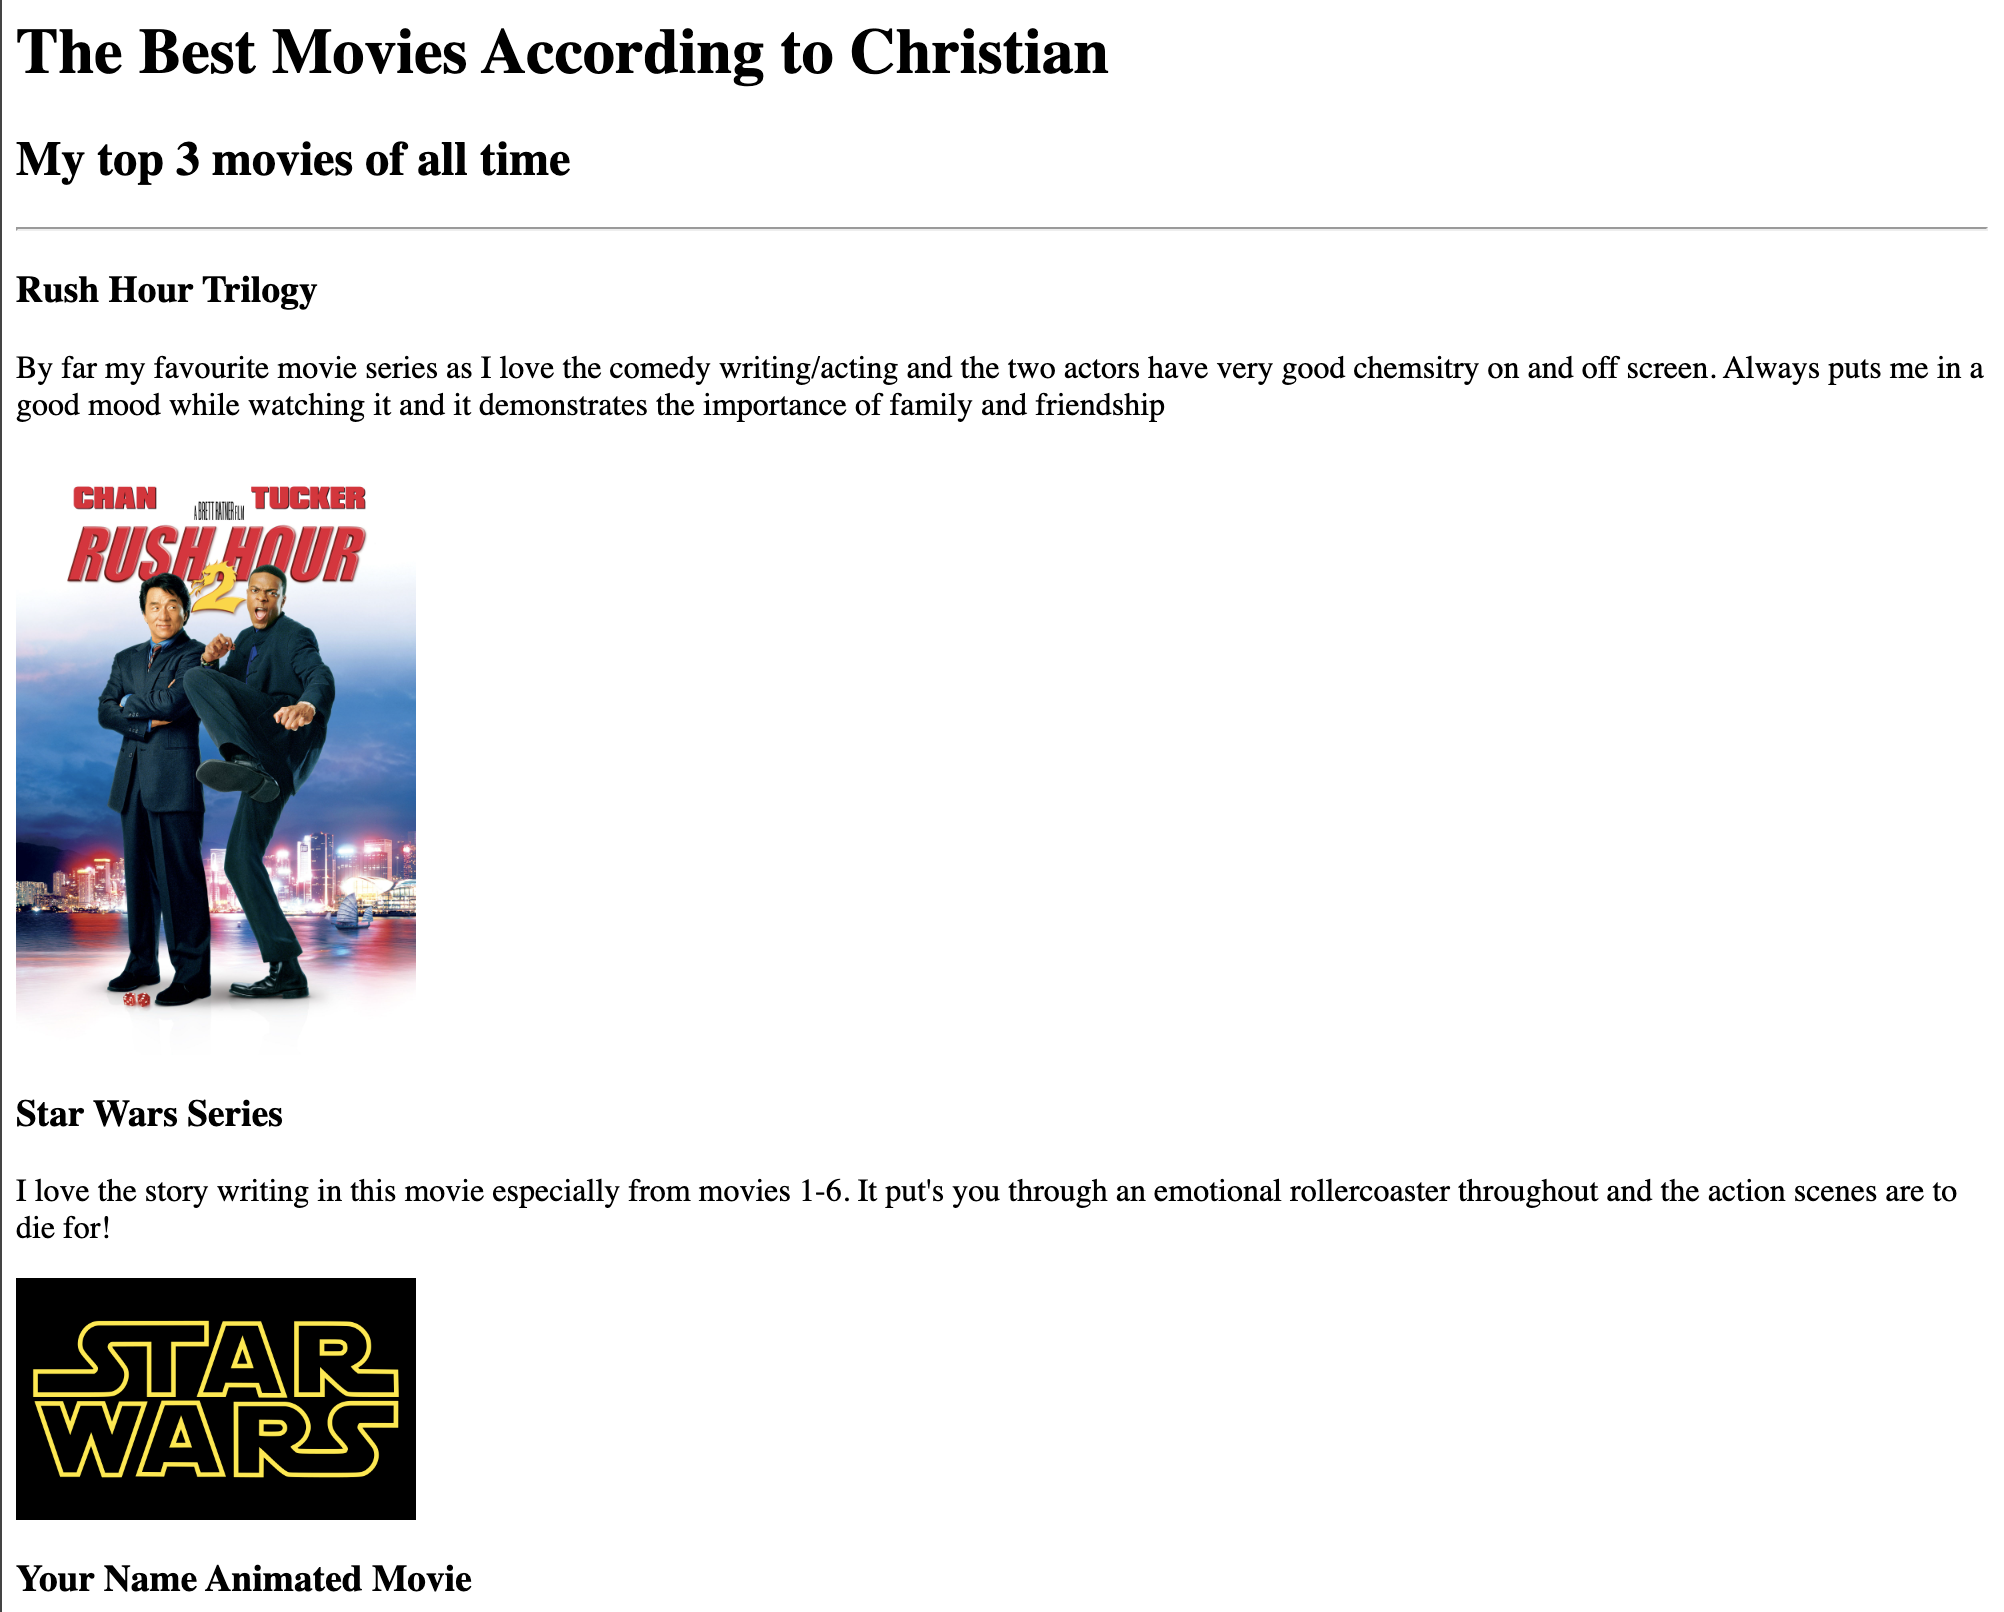 The Best Movies According to Christian
My top 3 movies of all time
Rush Hour Trilogy
By far my favourite movie series as I love the comedy writing/acting and the two actors have very good chemsitry on and off screen. Always puts me in a
good mood while watching it and it demonstrates the importance of family and friendship
CHAN A BRETT RATNER FILM TUCKER
RUSH HOUR
2
Star Wars Series
I love the story writing in this movie especially from movies 1-6. It put's you through an emotional rollercoaster throughout and the action scenes are to
die for!
STAR
WARS
Your Name Animated Movie